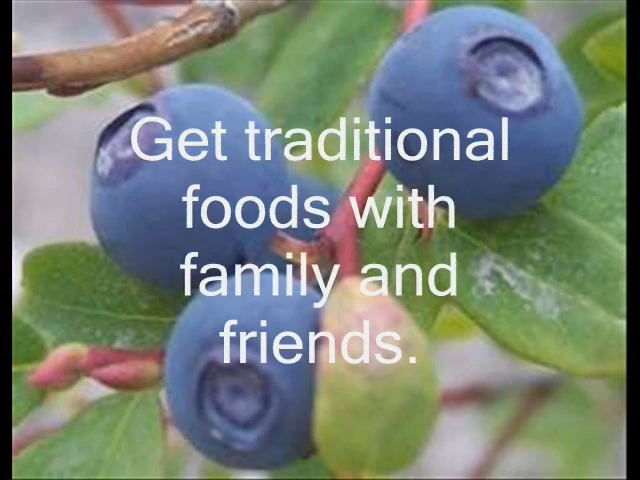 Get traditional
foods with
family and
friends.